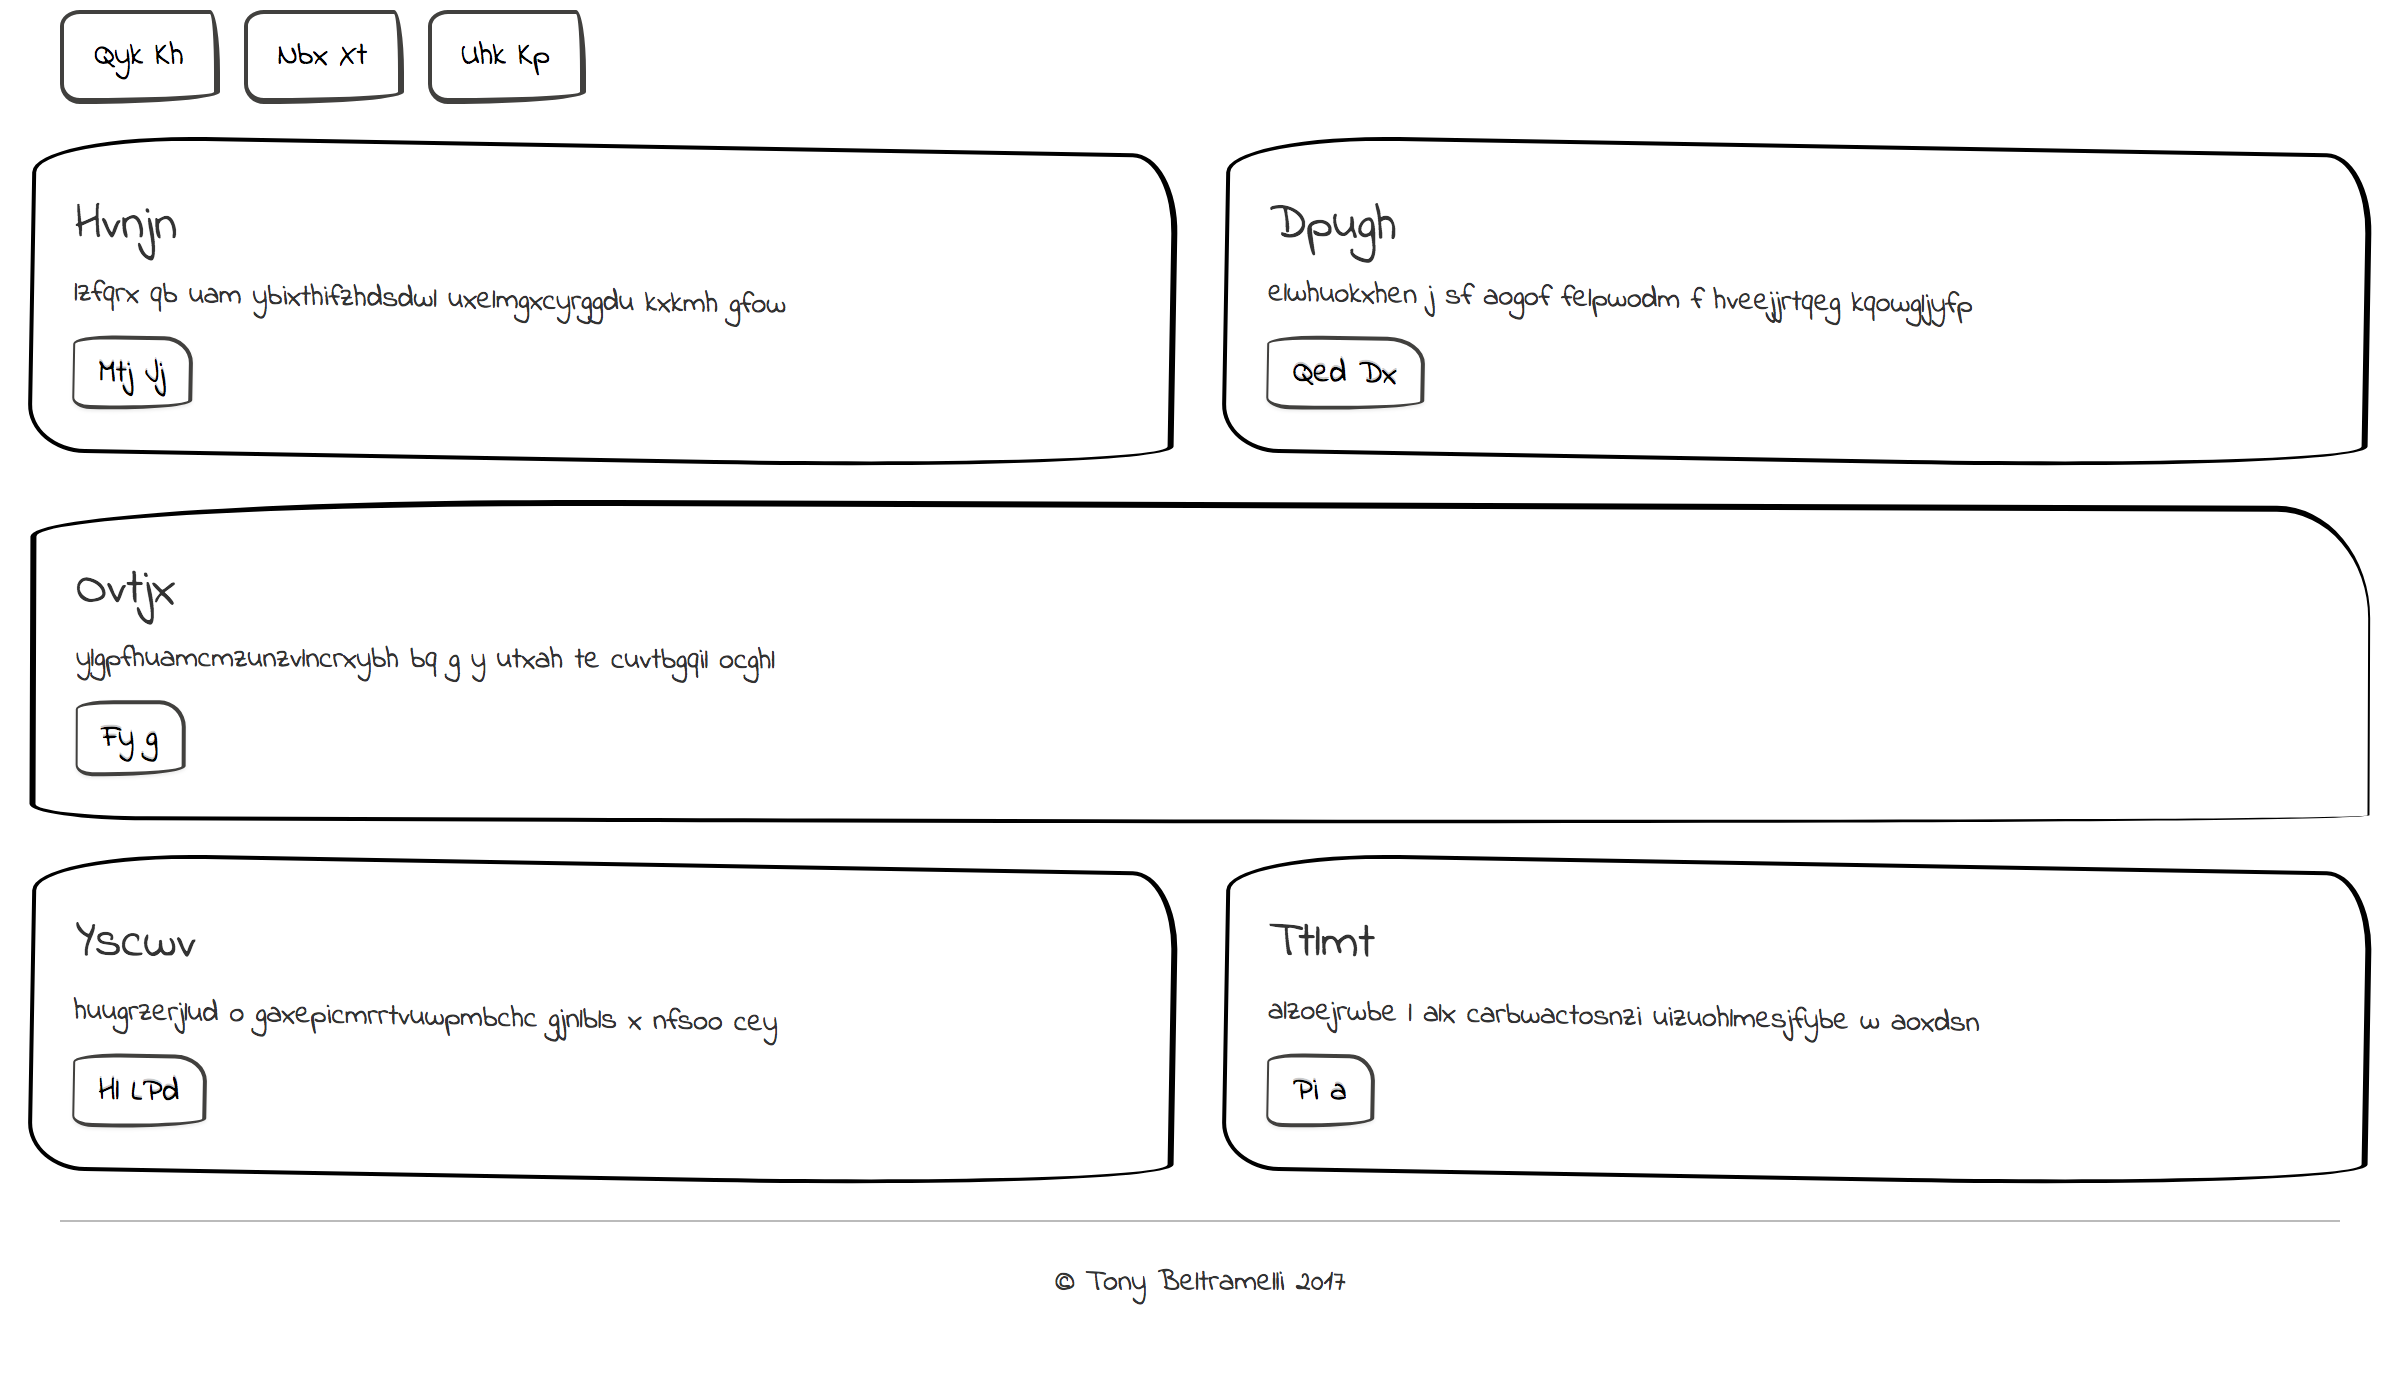 Qyk Kh Nbx Xt Uhk Kp
Hvnjn
lzfqrx qb uam ybixthifzhdsdwl uxelmgxcyrggdu kxkmh gfow
Mtj Jj
Dpugh
elwhuokxhen j sf aogof felpwodm f hveejjrtqeg kqowgljyfp
Qed Dx
Ovtjx
ylgpfhuamcmzunzvlncrxybh bq g y utxah te cuvtbgqil ocghl
Fy g
Yscwv
huugrzerjlud o gaxepicmrrtvuwpmbchc gjnlbls x nfsoo cey
Hl LPd
Ttlmt
alzoejrwbe l alx carbwactosnzi uizuohlmesjfybe w aoxdsn
Pi a
© Tony Beltramelli 2017